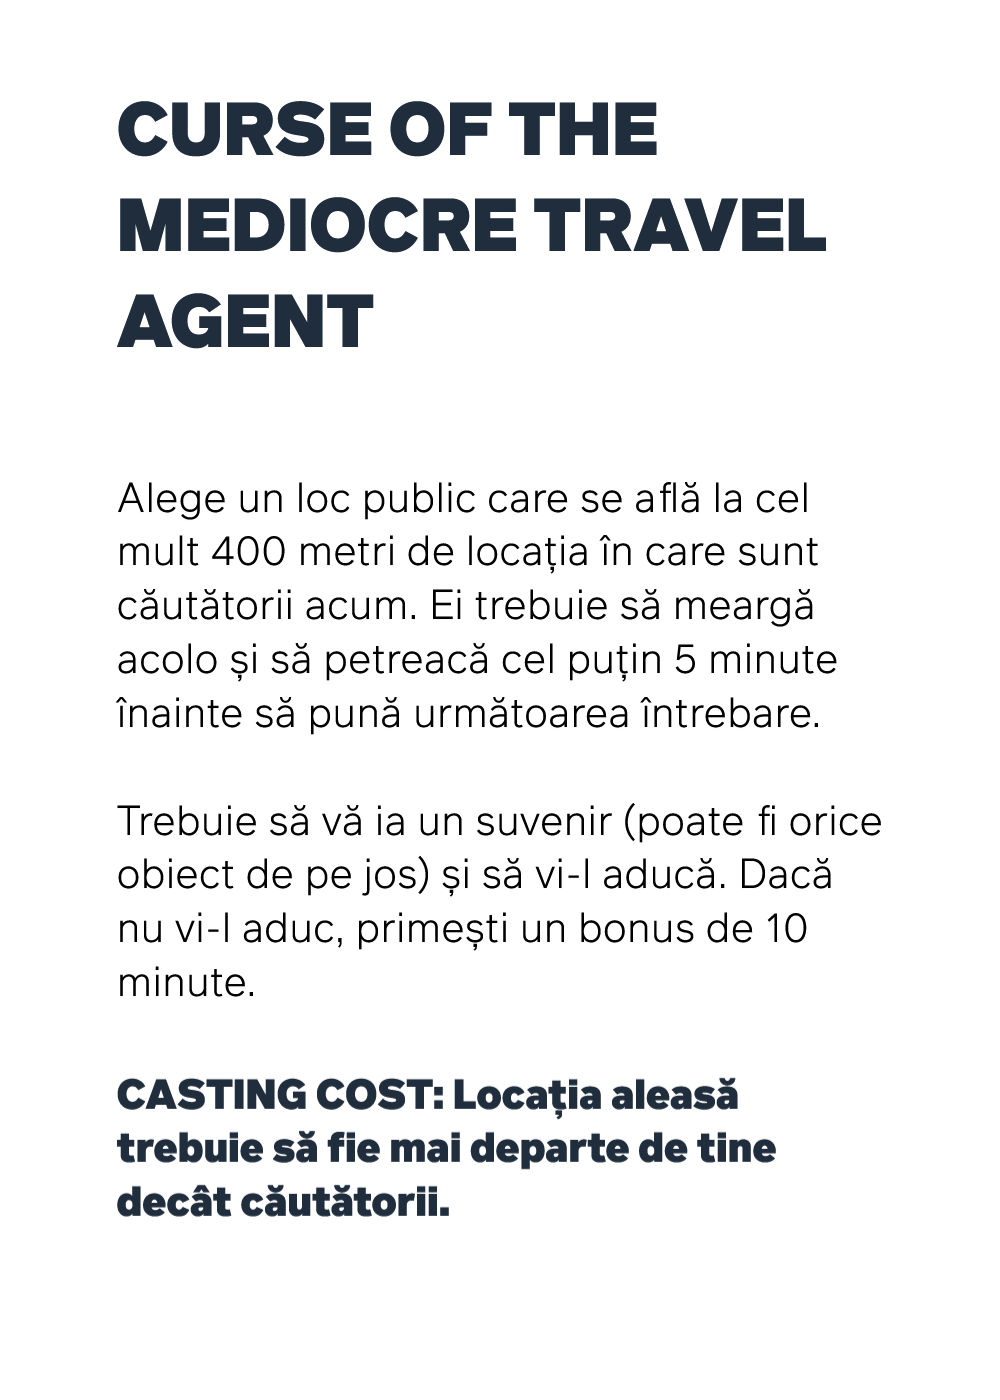 CURSE OF THE
MEDIOCRE TRAVEL
AGENT
Alege un loc public care se află la cel
mult 400 metri de locația în care sunt
căutătorii acum. Ei trebuie să meargă
acolo și să petreacă cel puțin 5 minute
înainte să pună următoarea întrebare.
Trebuie să vă ia un suvenir (poate fi orice
obiect de pe jos) și să vi-l aducă. Dacă
nu vi-l aduc, primești un bonus de 10
minute.
CASTING COST: Locația aleasă
trebuie să fie mai departe de tine
decât căutătorii.